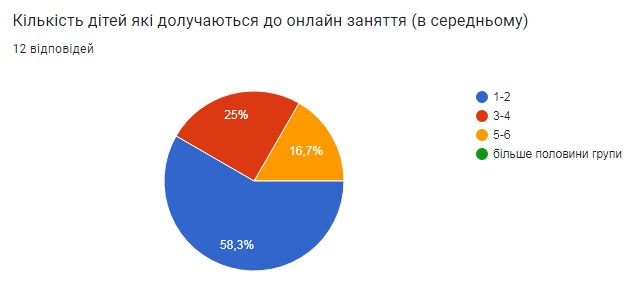 Кількість дітей які долучаються до онлайн заняття (в середньому)
12 відповідей
25%
16,7%
58,3%
1-2
3-4
5-6
більше половини групи